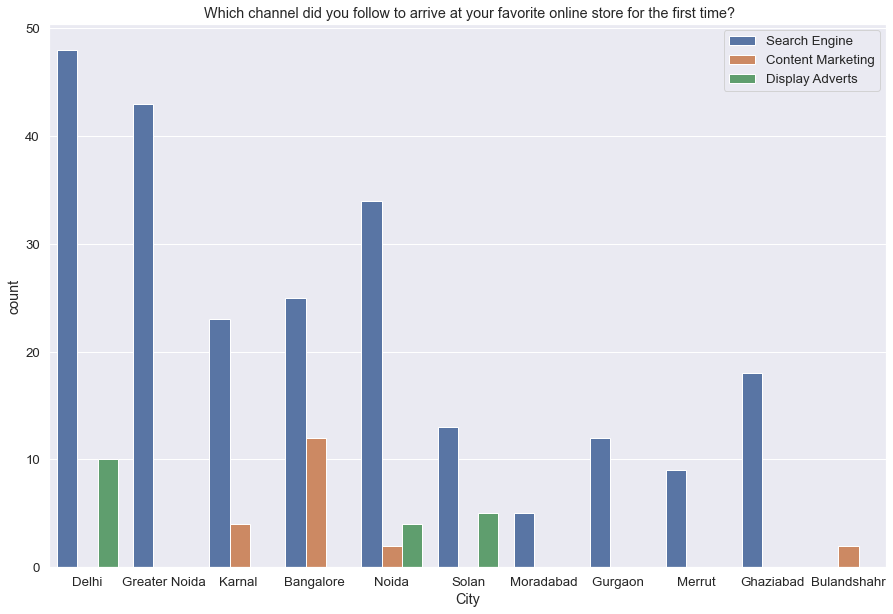 Which channel did you follow to arrive at your favorite online store for the first time?
Search Engine
Content Marketing
Display Adverts
50
40
30
20
10
0
count
Delhi Greater Noida Karnal Bangalore Noida Solan Moradabad Gurgaon Merrut Ghaziabad Bulandshahr
City